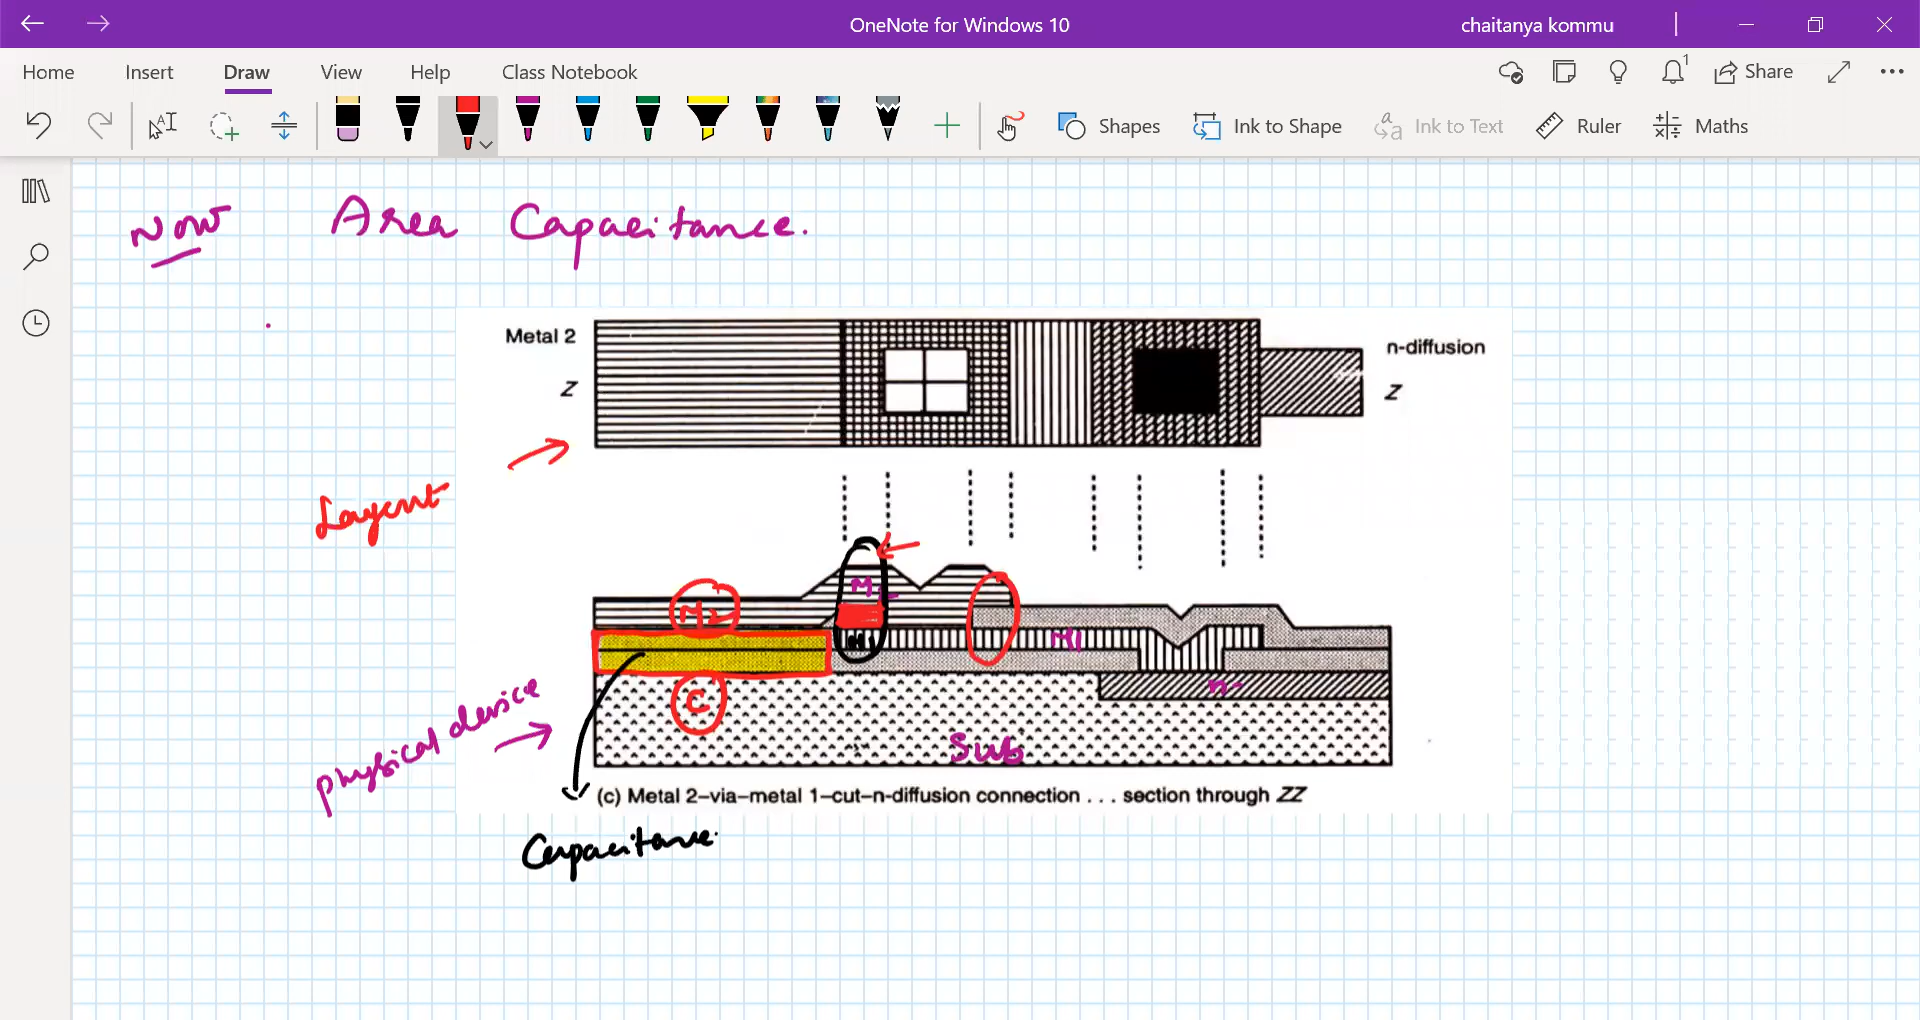 OneNote for Windows 10
chaitanya kommu
Home Insert Draw View Help Class Notebook
1
Share
Shapes
Ink to Shape
Ink to Text
Ruler
Maths
Now Area Capacitance.
Metal 2
n-diffusion
Z
Z
Layout
M2
M2
M1
M1
n-
C
Sub
physical device
(c) Metal 2–via–metal 1–cut–n-diffusion connection . . . section through ZZ
Capacitance